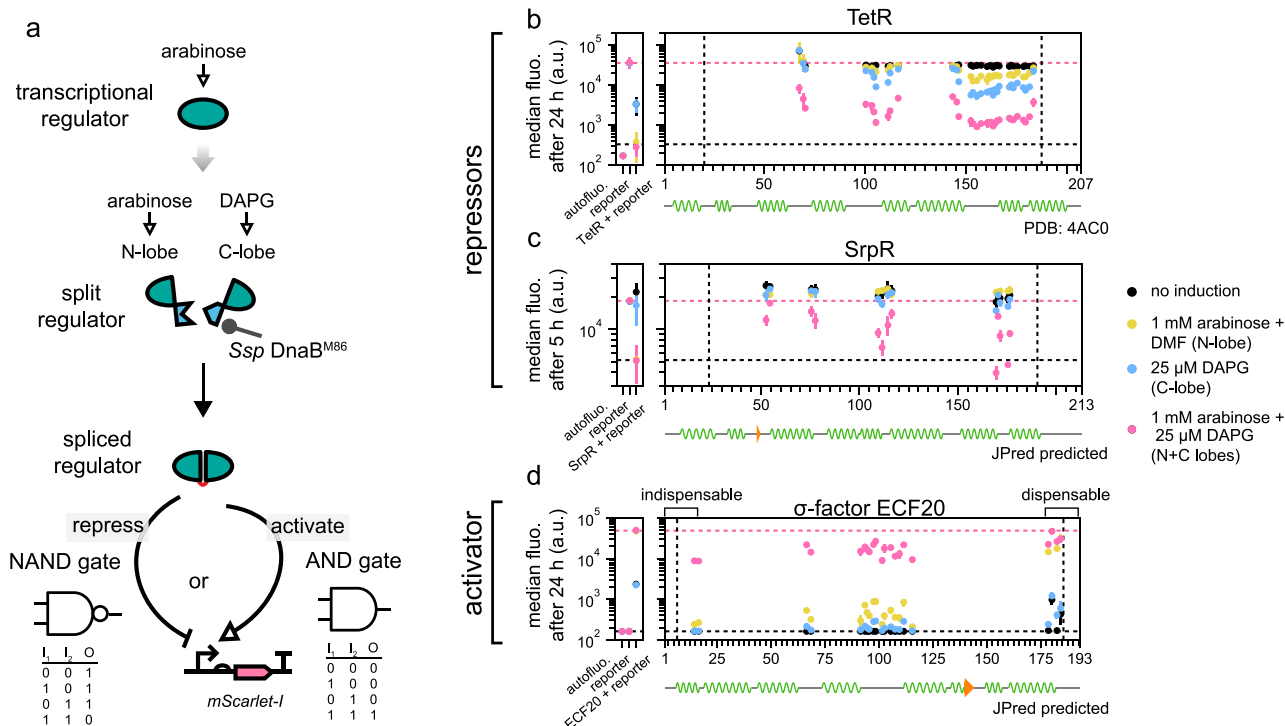 a
arabinose
transcriptional
regulator
arabinose
DAPG
N-lobe
C-lobe
split
regulator
Ssp DnaBM86
spliced
regulator
repress
activate
NAND gate
or
AND gate
I1 I2 O
0 0 1
1 0 1
0 1 1
1 1 0
I1 I2 O
0 0 0
1 0 0
0 1 0
1 1 1
mScarlet-I
repressors
activator
b
TetR
median fluo.
after 24 h (a.u.)
10^5
10^4
10^3
10^2
autofluo.
reporter
TetR + reporter
1 50 100 150 207
PDB: 4AC0
c
SrpR
median fluo.
after 5 h (a.u.)
10^4
autofluo.
reporter
SrpR + reporter
1 50 100 150 213
JPred predicted
no induction
1 mM arabinose +
DMF (N-lobe)
25 µM DAPG
(C-lobe)
1 mM arabinose +
25 µM DAPG
(N+C lobes)
d
indispensable
σ-factor ECF20
dispensable
median fluo.
after 24 h (a.u.)
10^5
10^4
10^3
10^2
autofluo.
reporter
ECF20 + reporter
1 25 50 75 100 125 150 175 193
JPred predicted